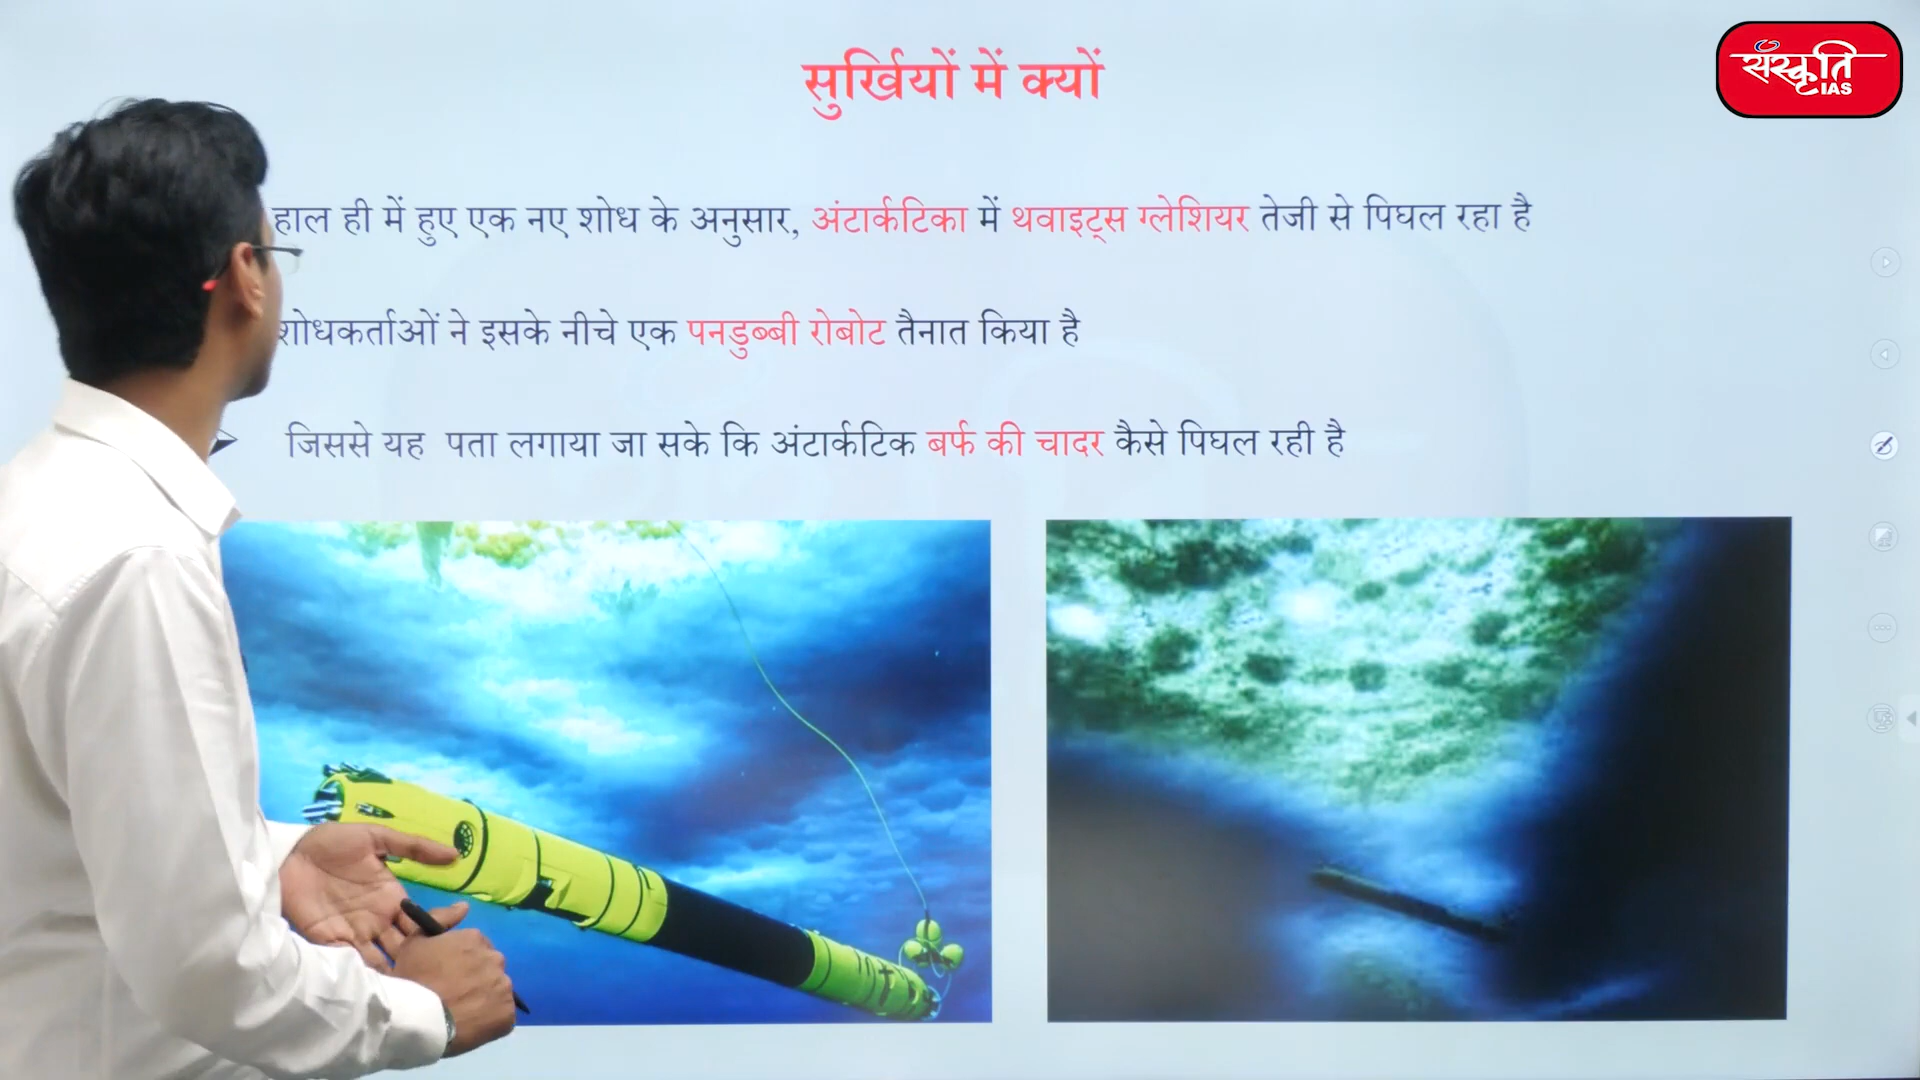 सुर्खियों में क्यों
संस्कृति
IAS
हाल ही में हुए एक नए शोध के अनुसार, अंटार्कटिका में थवाइट्स ग्लेशियर तेजी से पिघल रहा है
शोधकर्ताओं ने इसके नीचे एक पनडुब्बी रोबोट तैनात किया है
जिससे यह पता लगाया जा सके कि अंटार्कटिक बर्फ की चादर कैसे पिघल रही है